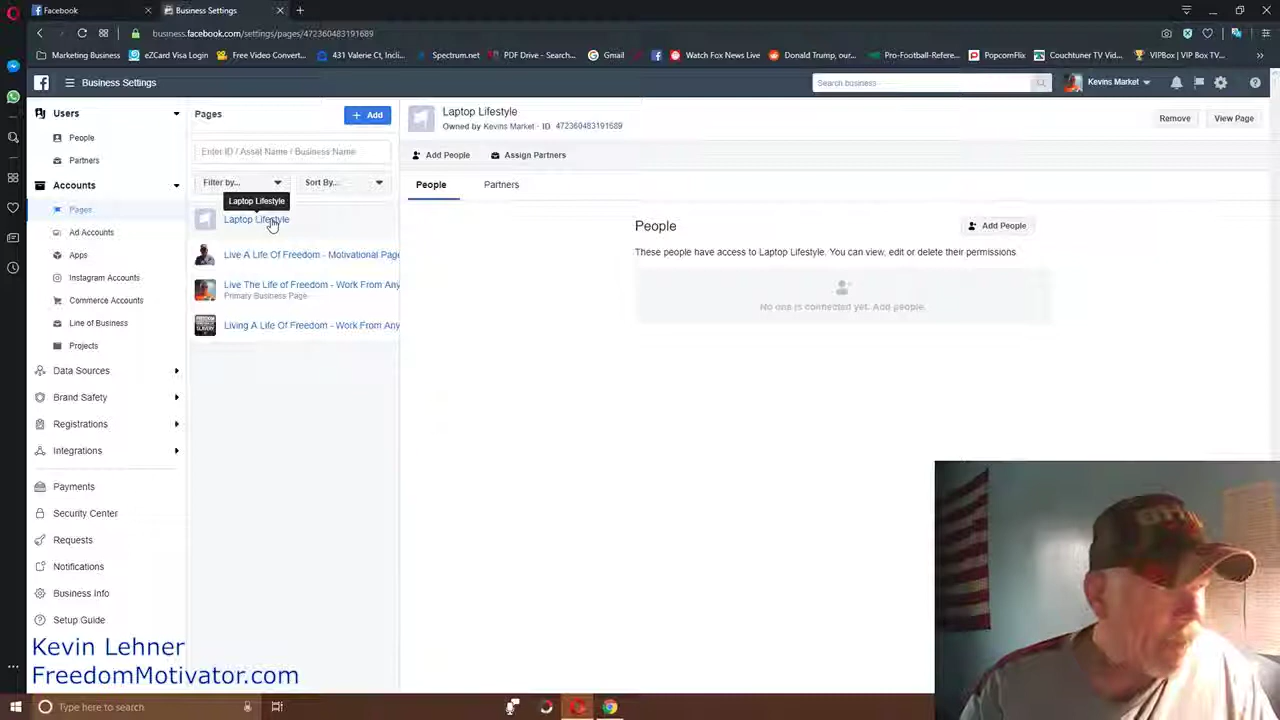 Facebook
Business Settings
business.facebook.com/settings/pages/472360483191689
Marketing Business
eZCard Visa Login
Free Video Convert...
431 Valerie Ct, Linci...
Spectrum.net
PDF Drive - Search...
Gmail
Watch Fox News Live
Donald Trump, our...
Pro-Football-Refere...
PopcornFlix
Couchtuner TV Vid...
VIPBox | VIP Box TV...
Business Settings
Search business
Kevins Market
Users
People
Partners
Accounts
Pages
Ad Accounts
Apps
Instagram Accounts
Commerce Accounts
Line of Business
Projects
Data Sources
Brand Safety
Registrations
Integrations
Payments
Security Center
Requests
Notifications
Business Info
Setup Guide
Pages
+ Add
Enter ID / Asset Name / Business Name
Filter by...
Sort By...
Laptop Lifestyle
Laptop Lifestyle
Live A Life Of Freedom - Motivational Page
Live The Life of Freedom - Work From Any
Primary Business Page
Living A Life Of Freedom - Work From Any
Laptop Lifestyle
Owned by Kevins Market · ID: 472360483191689
Remove
View Page
Add People
Assign Partners
People
Partners
People
Add People
These people have access to Laptop Lifestyle. You can view, edit or delete their permissions.
No one is connected yet. Add people.
Kevin Lehner
FreedomMotivator.com
Type here to search